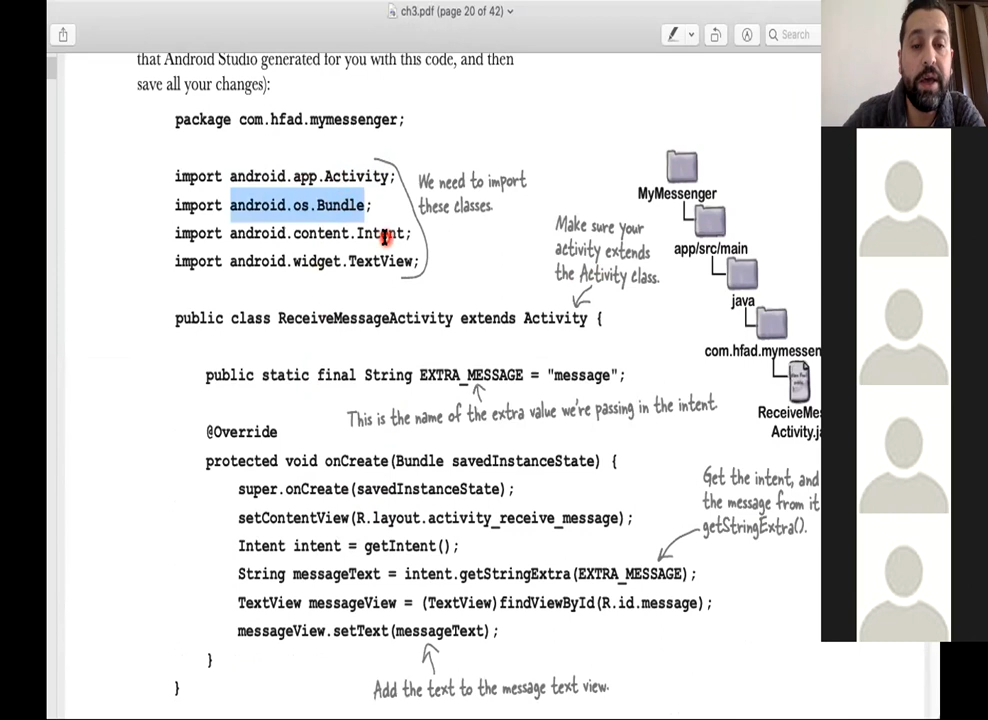 ch3.pdf (page 20 of 42)
Search
that Android Studio generated for you with this code, and then
save all your changes):
package com.hfad.mymessenger;
import android.app.Activity;
import android.os.Bundle;
import android.content.Intent;
import android.widget.TextView;
We need to import
these classes.
Make sure your
activity extends
the Activity class.
MyMessenger
app/src/main
java
com.hfad.mymessen
ReceiveMes
Activity.j
public class ReceiveMessageActivity extends Activity {
public static final String EXTRA_MESSAGE = "message";
This is the name of the extra value we're passing in the intent.
@Override
protected void onCreate(Bundle savedInstanceState) {
super.onCreate(savedInstanceState);
setContentView(R.layout.activity_receive_message);
Intent intent = getIntent();
String messageText = intent.getStringExtra(EXTRA_MESSAGE);
TextView messageView = (TextView)findViewById(R.id.message);
messageView.setText(messageText);
}
}
Get the intent, and
the message from it
getStringExtra().
Add the text to the message text view.